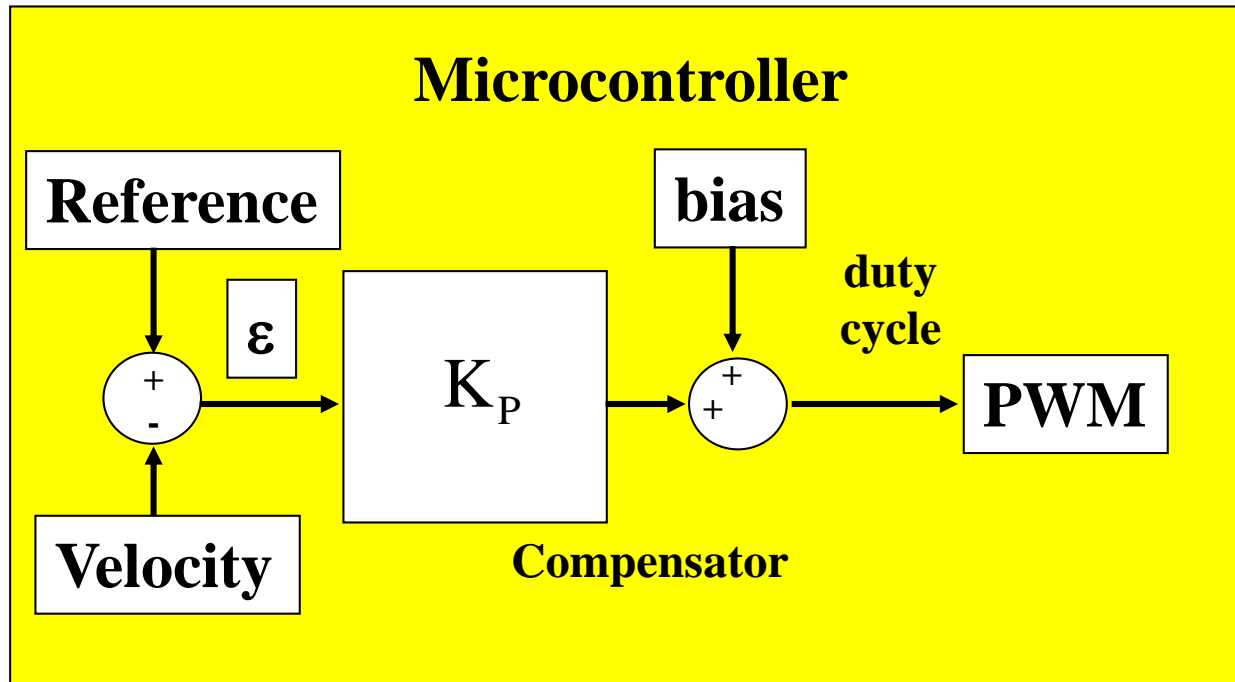 Microcontroller
Reference
bias
duty
cycle
ε
+
-
K_P
+
+
PWM
Velocity
Compensator